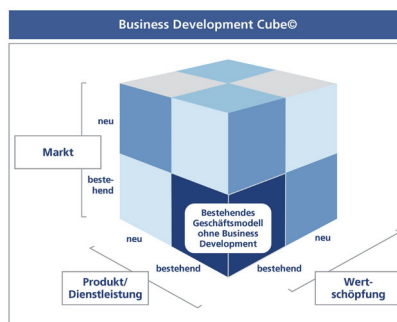 Business Development Cube©
neu
Markt
beste-
hend
Bestehendes
Geschäftsmodell
ohne Business
Development
neu
neu
bestehend
bestehend
Produkt/
Dienstleistung
Wert-
schöpfung